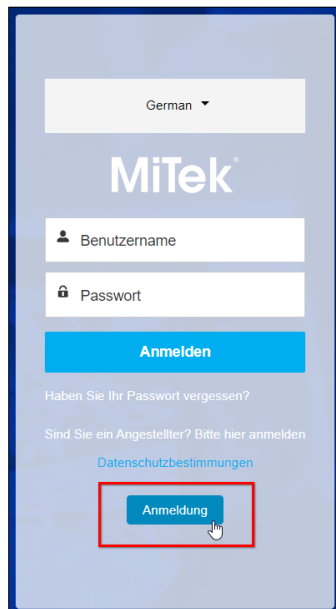 German
MiTek
Benutzername
Passwort
Anmelden
Haben Sie Ihr Passwort vergessen?
Sind Sie ein Angestellter? Bitte hier anmelden
Datenschutzbestimmungen
Anmeldung